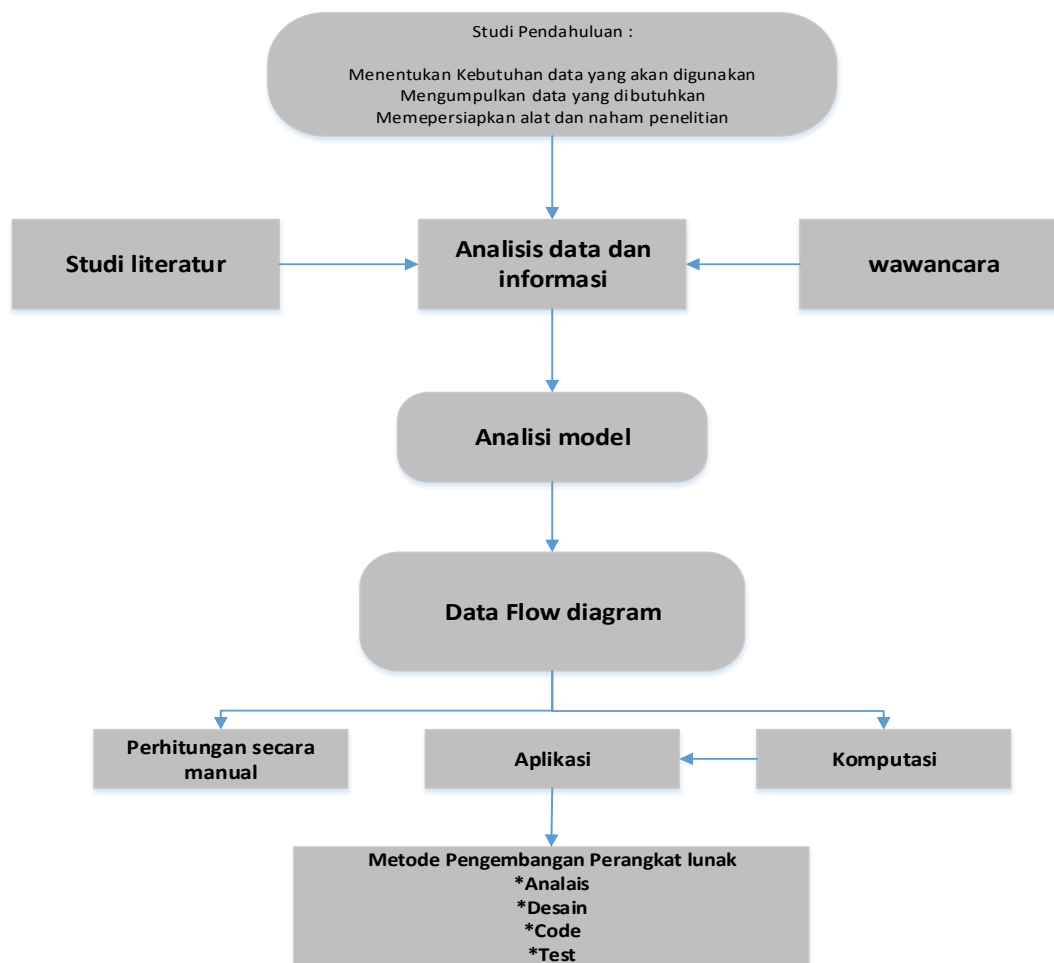 Studi Pendahuluan :
Menentukan Kebutuhan data yang akan digunakan
Mengumpulkan data yang dibutuhkan
Memepersiapkan alat dan naham penelitian
Studi literatur
Analisis data dan
informasi
wawancara
Analisi model
Data Flow diagram
Perhitungan secara
manual
Aplikasi
Komputasi
Metode Pengembangan Perangkat lunak
*Analais
*Desain
*Code
*Test